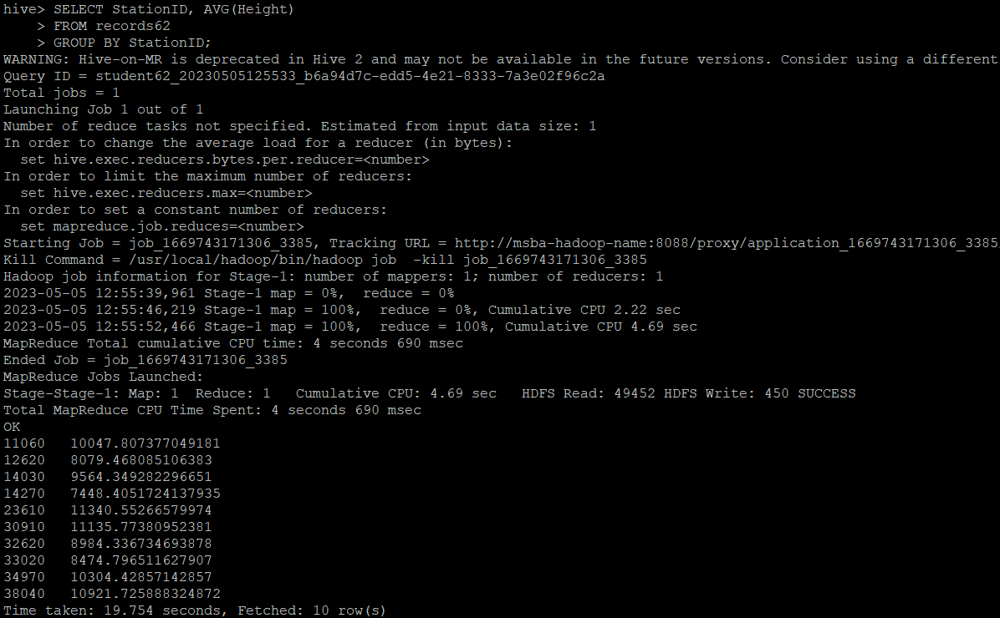 hive> SELECT StationID, AVG(Height)
    > FROM records62
    > GROUP BY StationID;
WARNING: Hive-on-MR is deprecated in Hive 2 and may not be available in the future versions. Consider using a different
Query ID = student62_20230505125533_b6a94d7c-edd5-4e21-8333-7a3e02f96c2a
Total jobs = 1
Launching Job 1 out of 1
Number of reduce tasks not specified. Estimated from input data size: 1
In order to change the average load for a reducer (in bytes):
  set hive.exec.reducers.bytes.per.reducer=<number>
In order to limit the maximum number of reducers:
  set hive.exec.reducers.max=<number>
In order to set a constant number of reducers:
  set mapreduce.job.reduces=<number>
Starting Job = job_1669743171306_3385, Tracking URL = http://msba-hadoop-name:8088/proxy/application_1669743171306_3385/
Kill Command = /usr/local/hadoop/bin/hadoop job  -kill job_1669743171306_3385
Hadoop job information for Stage-1: number of mappers: 1; number of reducers: 1
2023-05-05 12:55:39,961 Stage-1 map = 0%,  reduce = 0%
2023-05-05 12:55:46,219 Stage-1 map = 100%,  reduce = 0%, Cumulative CPU 2.22 sec
2023-05-05 12:55:52,466 Stage-1 map = 100%,  reduce = 100%, Cumulative CPU 4.69 sec
MapReduce Total cumulative CPU time: 4 seconds 690 msec
Ended Job = job_1669743171306_3385
MapReduce Jobs Launched:
Stage-Stage-1: Map: 1  Reduce: 1   Cumulative CPU: 4.69 sec   HDFS Read: 49452 HDFS Write: 450 SUCCESS
Total MapReduce CPU Time Spent: 4 seconds 690 msec
OK
11060   10047.807377049181
12620   8079.468085106383
14030   9564.349282296651
14270   7448.4051724137935
23610   11340.55266579974
30910   11135.77380952381
32620   8984.336734693878
33020   8474.796511627907
34970   10304.42857142857
38040   10921.725888324872
Time taken: 19.754 seconds, Fetched: 10 row(s)